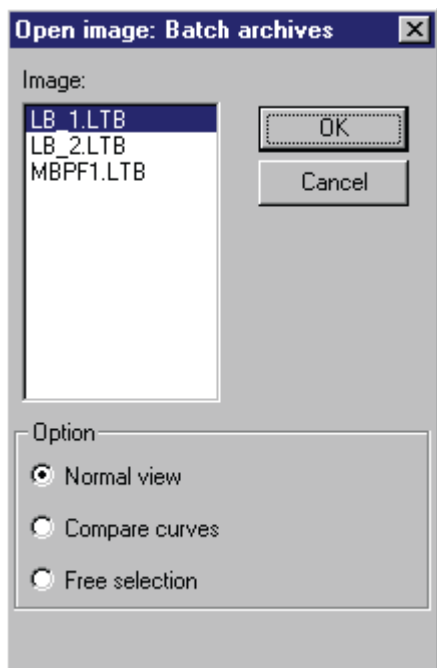 Open image: Batch archives
Image:
LB_1.LTB
LB_2.LTB
MBPF1.LTB
OK
Cancel
Option
Normal view
Compare curves
Free selection